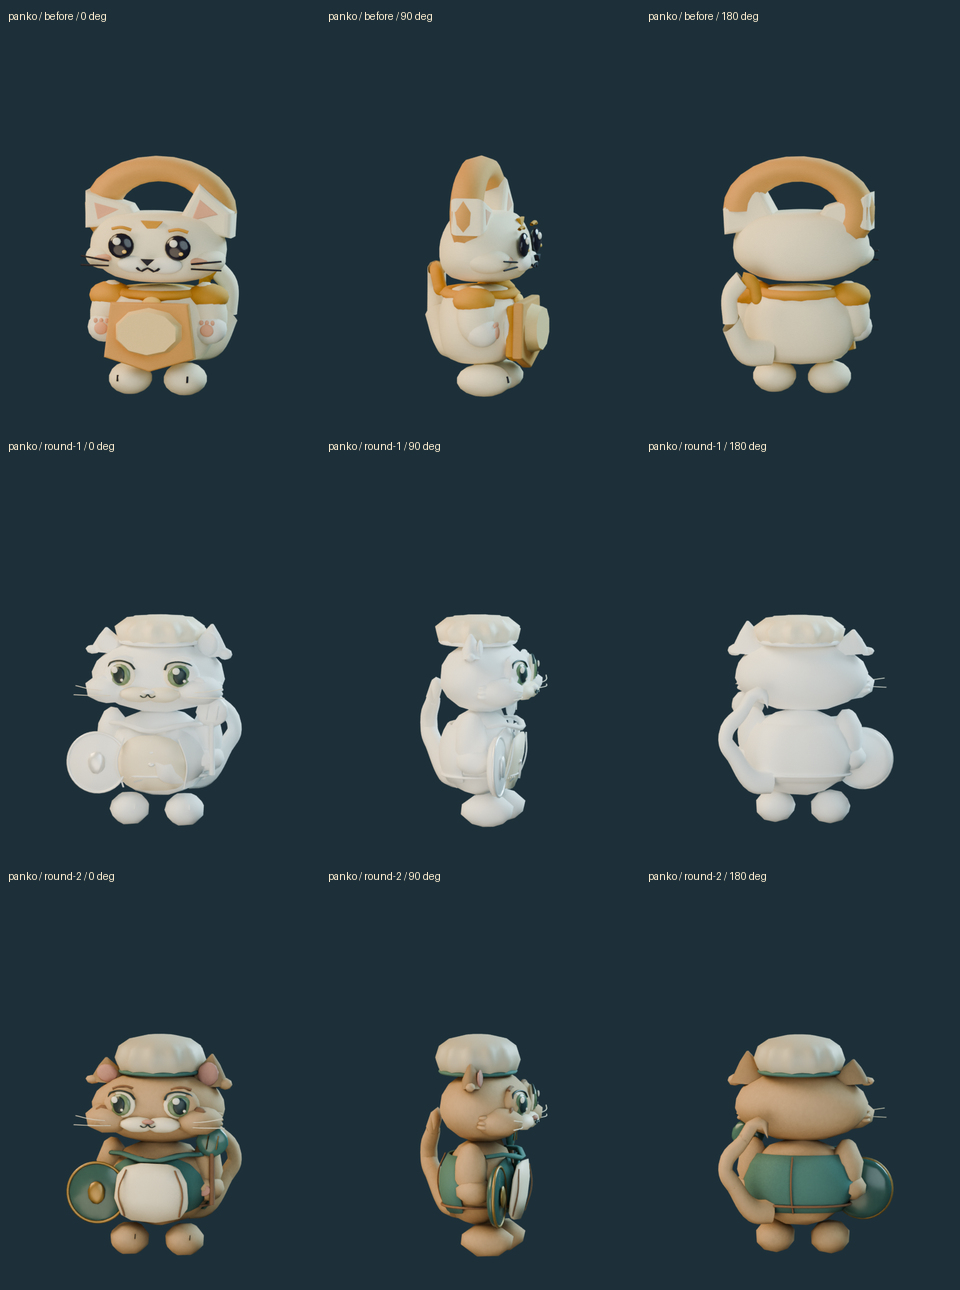 panko / before / 0 deg
panko / before / 90 deg
panko / before / 180 deg
panko / round-1 / 0 deg
panko / round-1 / 90 deg
panko / round-1 / 180 deg
panko / round-2 / 0 deg
panko / round-2 / 90 deg
panko / round-2 / 180 deg